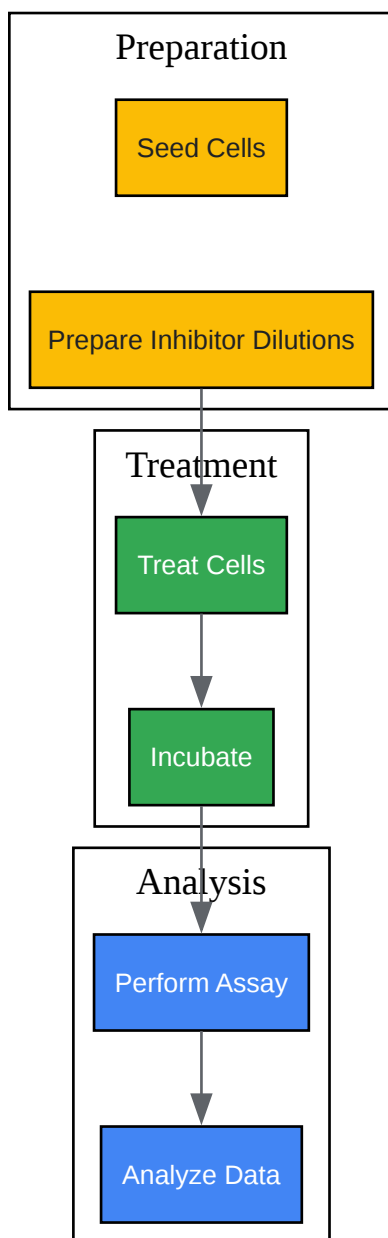 Preparation
Seed Cells
Prepare Inhibitor Dilutions
Treatment
Treat Cells
Incubate
Analysis
Perform Assay
Analyze Data